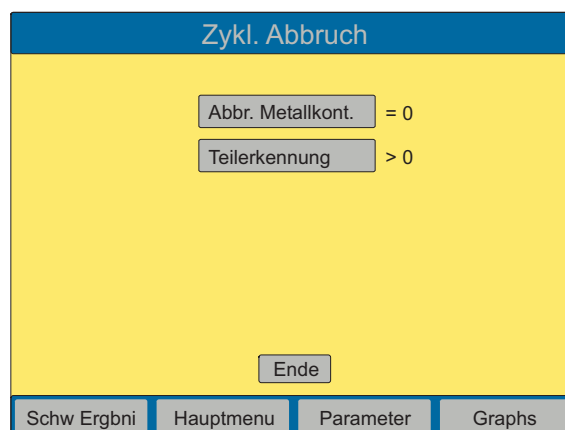 Zykl. Abbruch
Abbr. Metallkont. = 0
Teilerkennung > 0
Ende
Schw Ergbni Hauptmenu Parameter Graphs